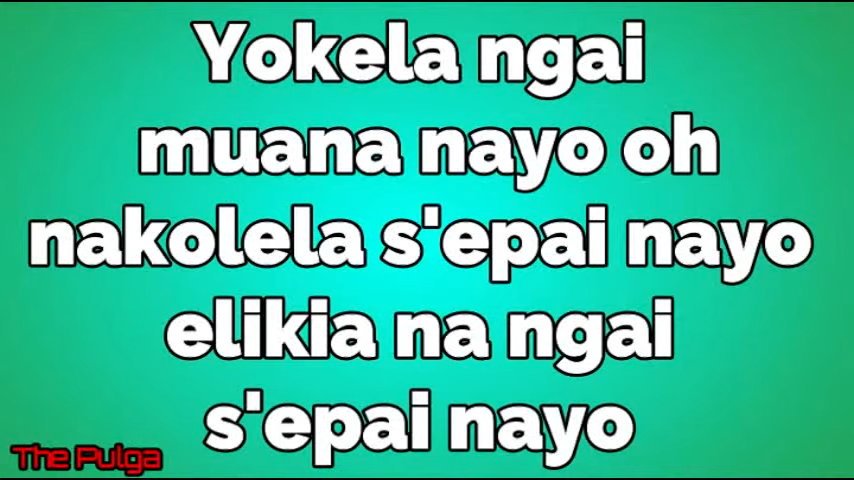 Yokela ngai
muana nayo oh
nakolela s'epai nayo
elikia na ngai
s'epai nayo
The Pulga